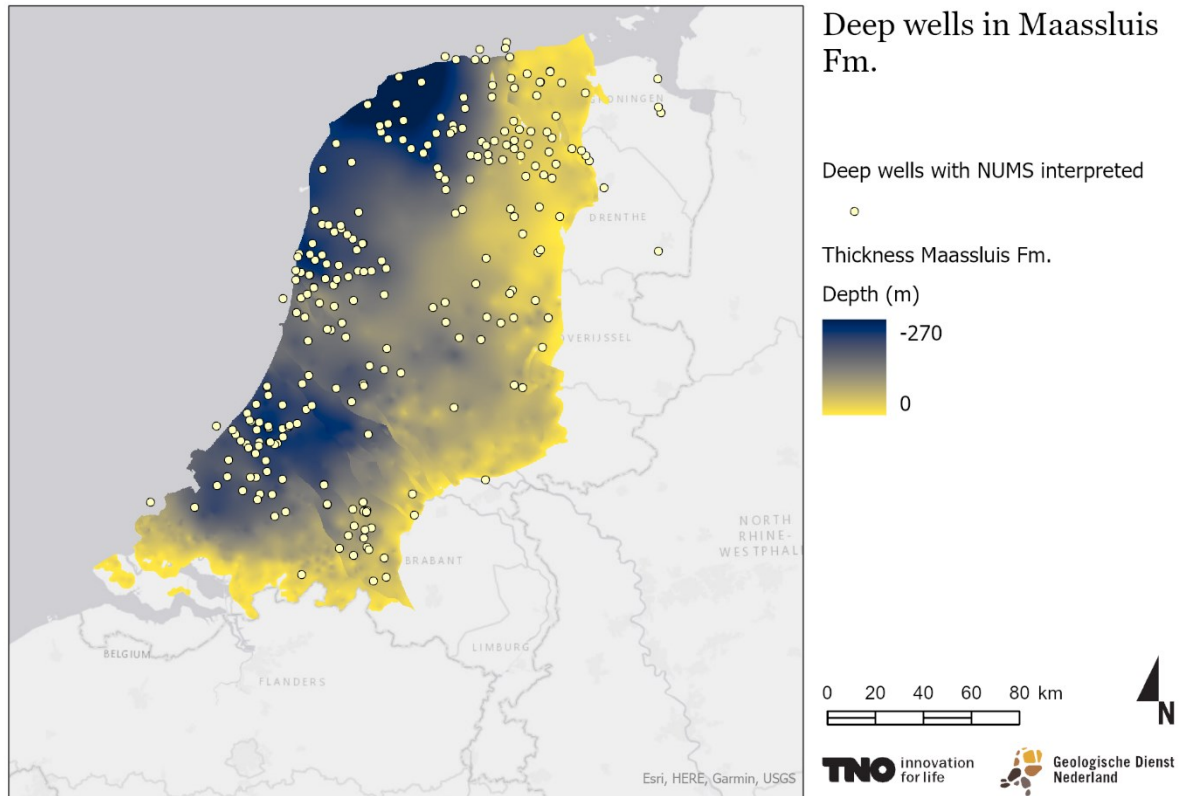 Deep wells in Maassluis
Fm.
Deep wells with NUMS interpreted
Thickness Maassluis Fm.
Depth (m)
-270
0
GRONINGEN
DRENTHE
OVERIJSSEL
NORTH
RHINE-
WESTPHALI
BRABANT
LIMBURG
BELGIUM
FLANDERS
Esri, HERE, Garmin, USGS
0 20 40 60 80 km
N
TNO innovation
for life
Geologische Dienst
Nederland